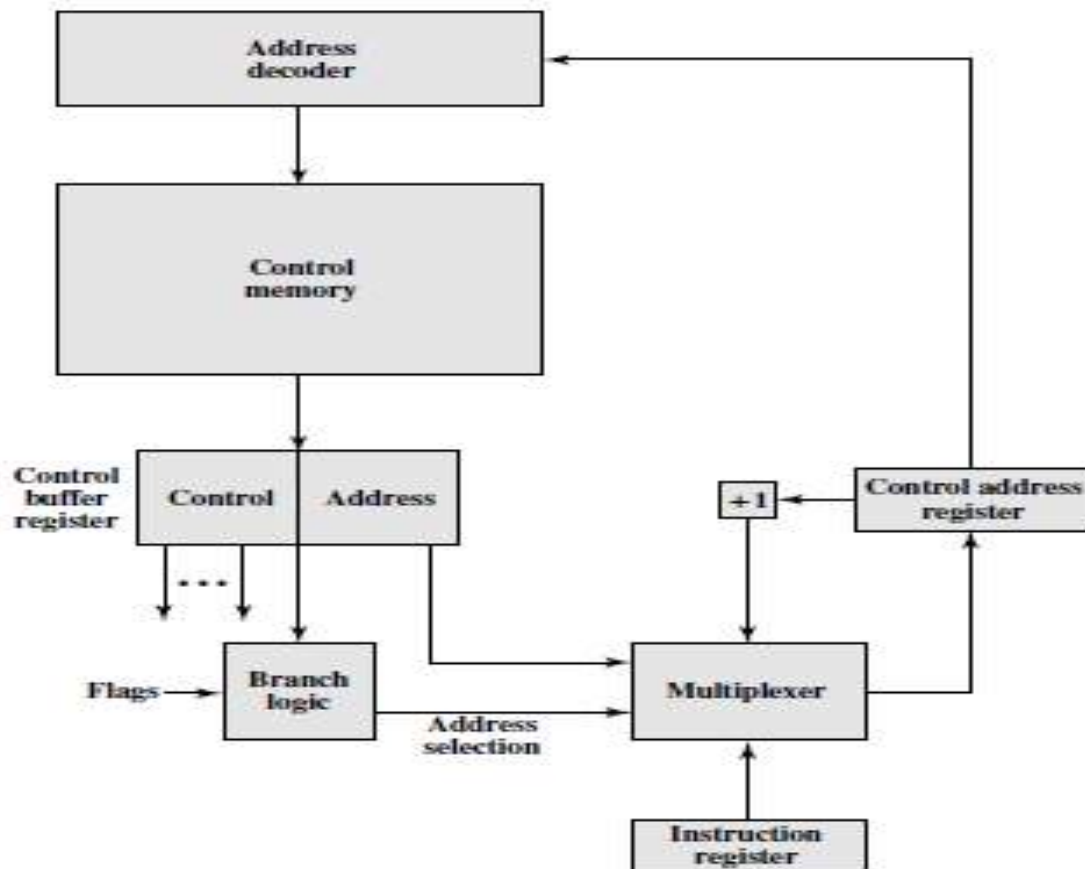 Address
decoder
Control
memory
Control
buffer
register
Control
Address
+1
Control address
register
Flags
Branch
logic
Address
selection
Multiplexer
Instruction
register